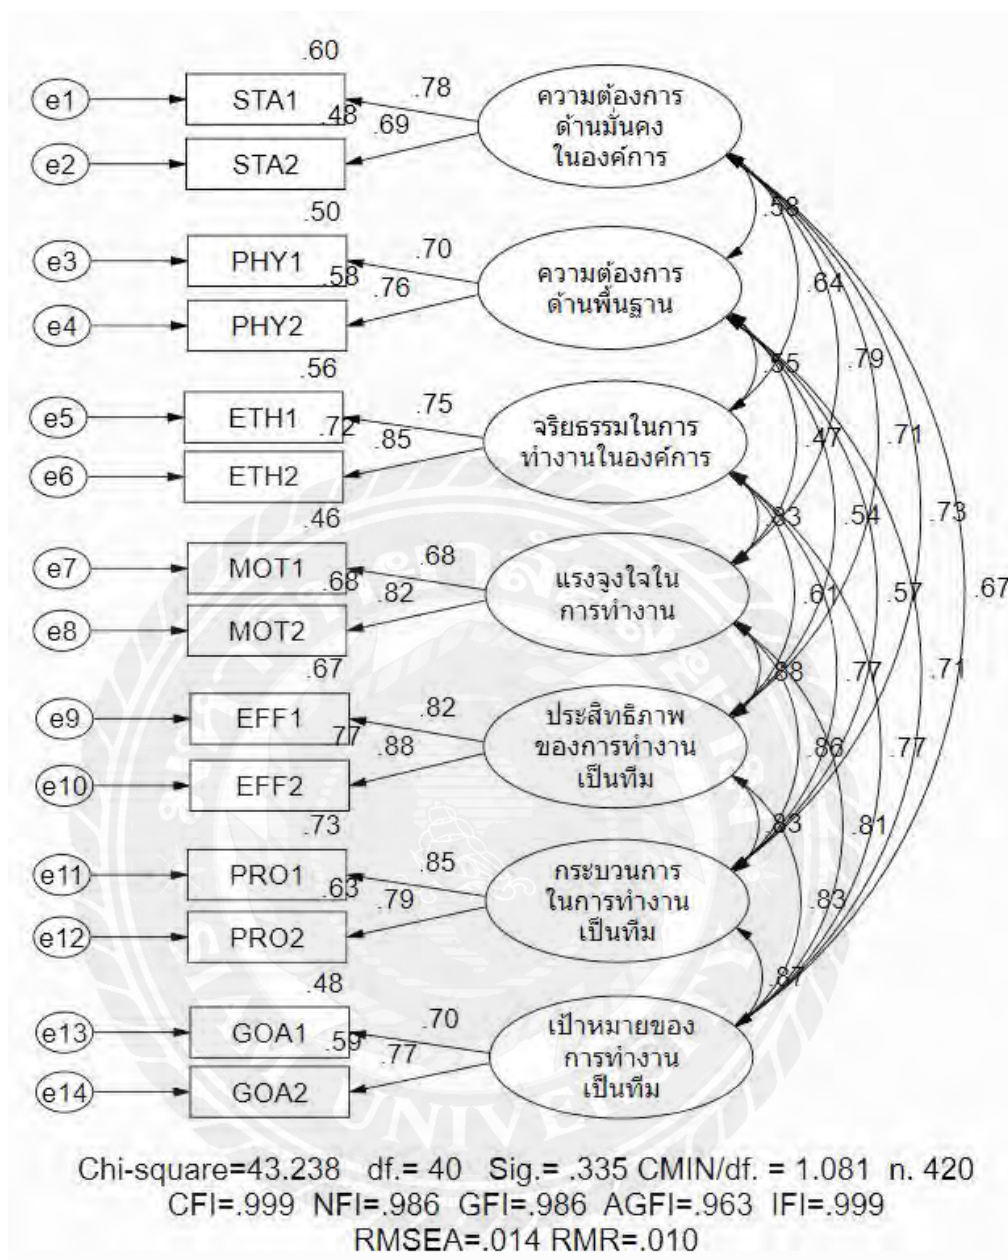 .60
e1 STA1 .78
.48 .69
e2 STA2
ความต้องการ
ด้านมั่นคง
ในองค์การ
.50
.58
e3 PHY1 .70
.58 .76
e4 PHY2
ความต้องการ
ด้านพื้นฐาน
.64
.56
.55
.79
e5 ETH1 .75
.72 .85
e6 ETH2
จริยธรรมในการ
ทำงานในองค์การ
.47
.71
.46
.83
.54
.73
e7 MOT1 .68
.68 .82
e8 MOT2
แรงจูงใจใน
การทำงาน
.61
.57
.67
.67
.88
.77
.71
e9 EFF1 .82
.77 .88
e10 EFF2
ประสิทธิภาพ
ของการทำงาน
เป็นทีม
.86
.77
.73
.83
.81
e11 PRO1 .85
.63 .79
e12 PRO2
กระบวนการ
ในการทำงาน
เป็นทีม
.83
.48
.87
e13 GOA1 .70
.59 .77
e14 GOA2
เป้าหมายของ
การทำงาน
เป็นทีม
Chi-square=43.238 df.= 40 Sig.= .335 CMIN/df. = 1.081 n. 420
CFI=.999 NFI=.986 GFI=.986 AGFI=.963 IFI=.999
RMSEA=.014 RMR=.010